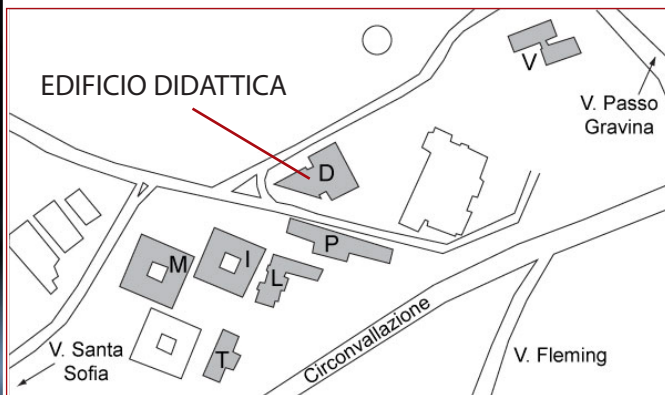 EDIFICIO DIDATTICA
V
V. Passo
Gravina
D
P
M
I
L
T
Circonvallazione
V. Santa
Sofia
V. Fleming